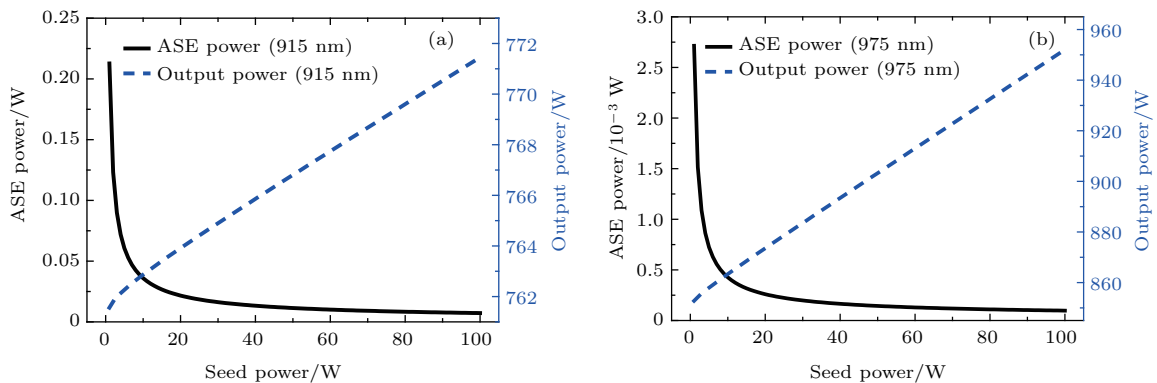 (a)
ASE power (915 nm)
Output power (915 nm)
0.25
0.20
0.15
0.10
0.05
0
ASE power/W
772
770
768
766
764
762
Output power/W
0 20 40 60 80 100
Seed power/W
(b)
ASE power (975 nm)
Output power (975 nm)
3.0
2.5
2.0
1.5
1.0
0.5
0
ASE power/10⁻³ W
960
940
920
900
880
860
Output power/W
0 20 40 60 80 100
Seed power/W